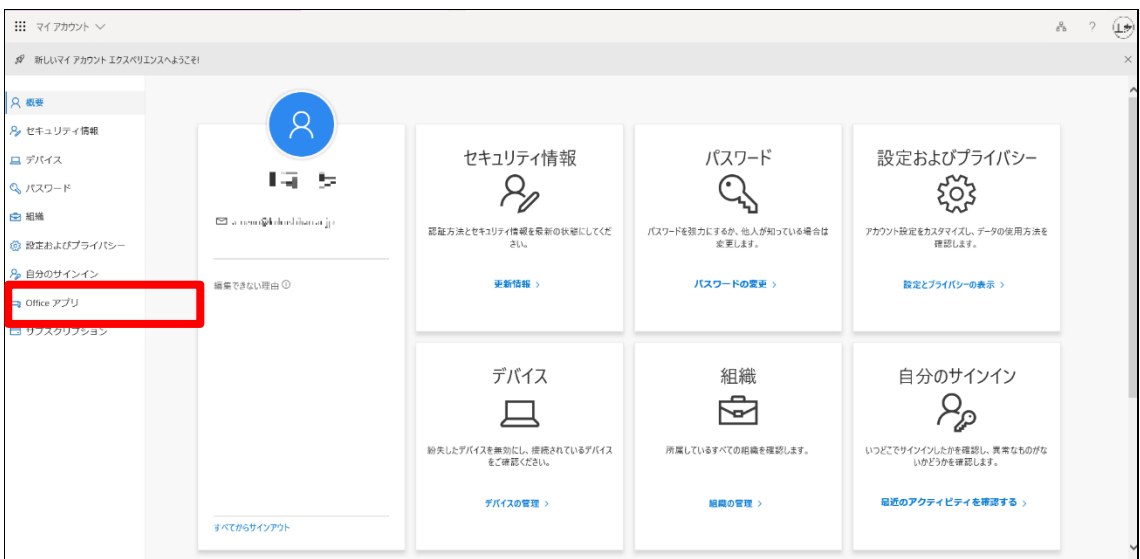 マイ アカウント
?
新しいマイ アカウント エクスペリエンスへようこそ!
概要
セキュリティ情報
デバイス
パスワード
組織
設定およびプライバシー
自分のサインイン
Office アプリ
サブスクリプション
編集できない理由
すべてからサインアウト
セキュリティ情報
認証方法とセキュリティ情報を最新の状態にしてくだ
さい。
更新情報 >
パスワード
パスワードを強力にするか、他人が知っている場合は
変更します。
パスワードの変更 >
設定およびプライバシー
アカウント設定をカスタマイズし、データの使用方法を
確認します。
設定とプライバシーの表示 >
デバイス
紛失したデバイスを無効にし、接続されているデバイス
をご確認ください。
デバイスの管理 >
組織
所属しているすべての組織を確認します。
組織の管理 >
自分のサインイン
いつどこでサインインしたかを確認し、異常なものがな
いかどうかを確認します。
最近のアクティビティを確認する >